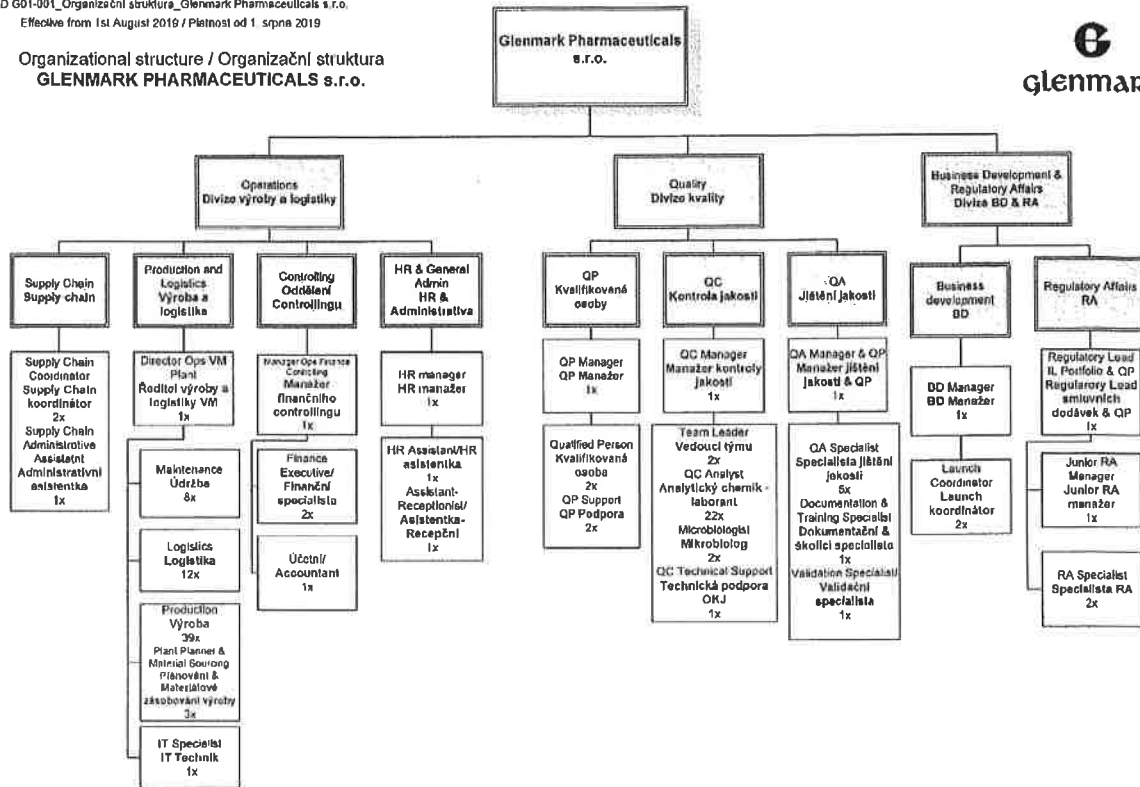 D G01-001_Organizační struktura_Glenmark Pharmaceuticals s.r.o.
Effective from 1st August 2019 / Platnost od 1. srpna 2019
Organizational structure / Organizační struktura
GLENMARK PHARMACEUTICALS s.r.o.
Glenmark Pharmaceuticals
s.r.o.
glenmar
Operations
Divize výroby a logistiky
Quality
Divize kvality
Business Development &
Regulatory Affairs
Divize BD & RA
Supply Chain
Supply chain
Production and
Logistics
Výroba a
logistika
Controlling
Oddělení
Controllingu
HR & General
Admin
HR &
Administrativa
QP
Kvalifikované
osoby
QC
Kontrola jakosti
QA
Jištění jakosti
Business
development
BD
Regulatory Affairs
RA
Supply Chain
Coordinator
Supply Chain
koordinátor
2x
Supply Chain
Administrative
Assistatnt
Administrativní
asistentka
1x
Director Ops VM
Plant
Ředitel výroby a
logistiky VM
1x
Maintenance
Údržba
8x
Logistics
Logistika
12x
Production
Výroba
39x
Plant Planner &
Material Sourcing
Plánování &
Materiálové
zásobování výroby
3x
IT Specialist
IT Technik
1x
Manager Ops Finance
Controling
Manažer
finančního
controllingu
1x
Finance
Executive/
Finanční
specialista
2x
Účetní/
Accountant
1x
HR manager
HR manažer
1x
HR Assistant/HR
asistentka
1x
Assistant-
Receptionist/
Asistentka-
Recepční
1x
QP Manager
QP Manažer
1x
Qualified Person
Kvalifikovaná
osoba
2x
QP Support
QP Podpora
2x
QC Manager
Manažer kontroly
jakosti
1x
Team Leader
Vedoucí týmu
2x
QC Analyst
Analytický chemik -
laborant
22x
Microbiologist
Mikrobiolog
2x
QC Technical Support
Technická podpora
OKJ
1x
QA Manager & QP
Manažer jištění
jakosti & QP
1x
QA Specialist
Specialista jištění
jakosti
5x
Documentation &
Training Specialist
Dokumentační &
školící specialista
1x
Validation Specialist/
Validační
specialista
1x
BD Manager
BD Manažer
1x
Launch
Coordinator
Launch
koordinátor
2x
Regulatory Lead
IL Portfolio & QP
Regularory Lead
smluvních
dodávek & QP
1x
Junior RA
Manager
Junior RA
manažer
1x
RA Specialist
Specialista RA
2x